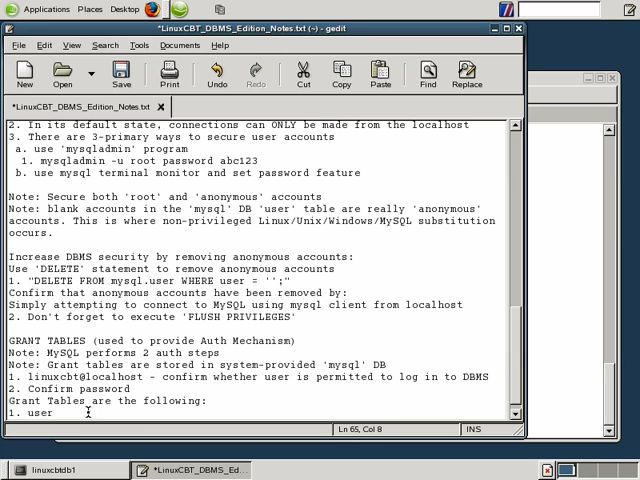 Applications Places Desktop
*LinuxCBT_DBMS_Edition_Notes.txt (~) - gedit
File Edit View Search Tools Documents Help
New Open Save Print Undo Redo Cut Copy Paste Find Replace
*LinuxCBT_DBMS_Edition_Notes.txt
2. In its default state, connections can ONLY be made from the localhost
3. There are 3-primary ways to secure user accounts
a. use 'mysqladmin' program
1. mysqladmin -u root password abc123
b. use mysql terminal monitor and set password feature
Note: Secure both 'root' and 'anonymous' accounts
Note: blank accounts in the 'mysql' DB 'user' table are really 'anonymous'
accounts. This is where non-privileged Linux/Unix/Windows/MySQL substitution
occurs.
Increase DBMS security by removing anonymous accounts:
Use 'DELETE' statement to remove anonymous accounts
1. "DELETE FROM mysql.user WHERE user = '';"
Confirm that anonymous accounts have been removed by:
Simply attempting to connect to MySQL using mysql client from localhost
2. Don't forget to execute 'FLUSH PRIVILEGES'
GRANT TABLES (used to provide Auth Mechanism)
Note: MySQL performs 2 auth steps
Note: Grant tables are stored in system-provided 'mysql' DB
1. linuxcbt@localhost - confirm whether user is permitted to log in to DBMS
2. Confirm password
Grant Tables are the following:
1. user
Ln 65, Col 8 INS
linuxcbtdb1 *LinuxCBT_DBMS_Ed...